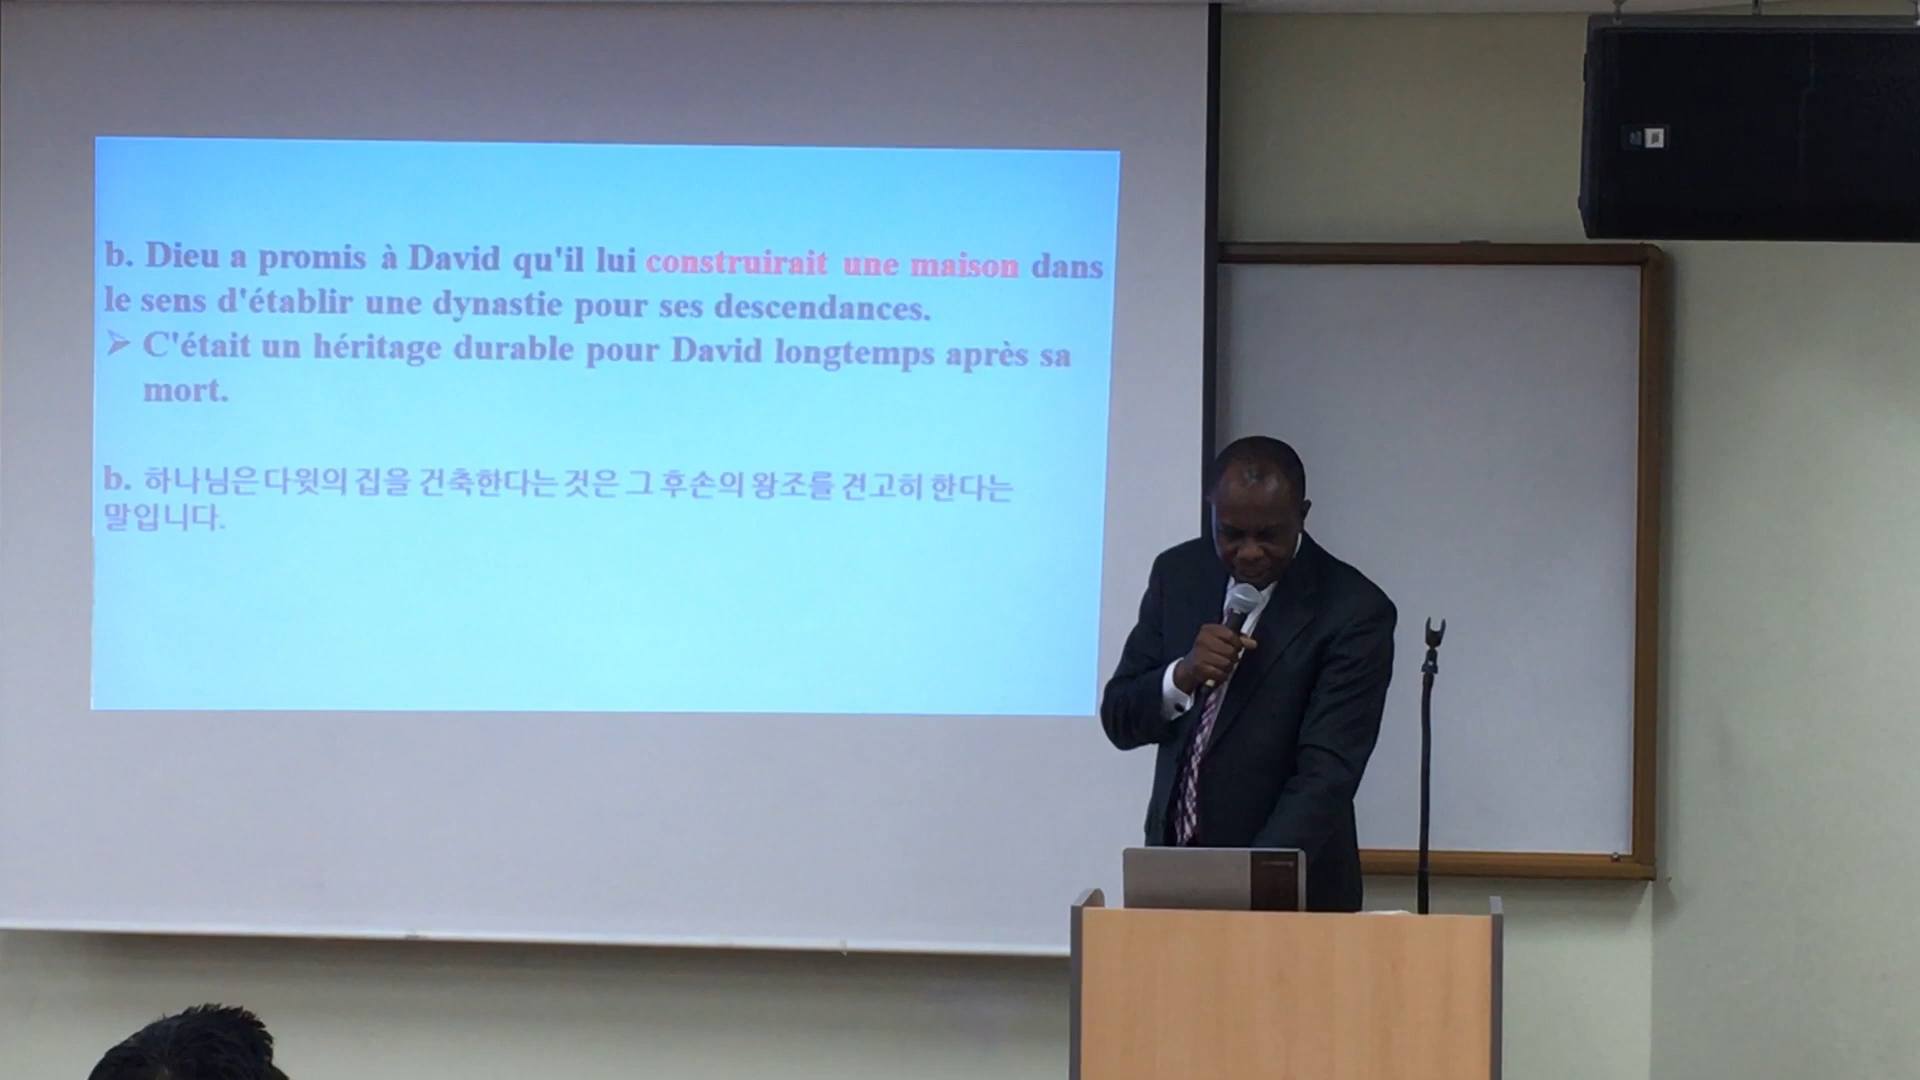 b. Dieu a promis à David qu'il lui construirait une maison dans
le sens d'établir une dynastie pour ses descendances.
➢ C'était un héritage durable pour David longtemps après sa
mort.
b. 하나님은 다윗의 집을 건축한다는 것은 그 후손의 왕조를 견고히 한다는
말입니다.